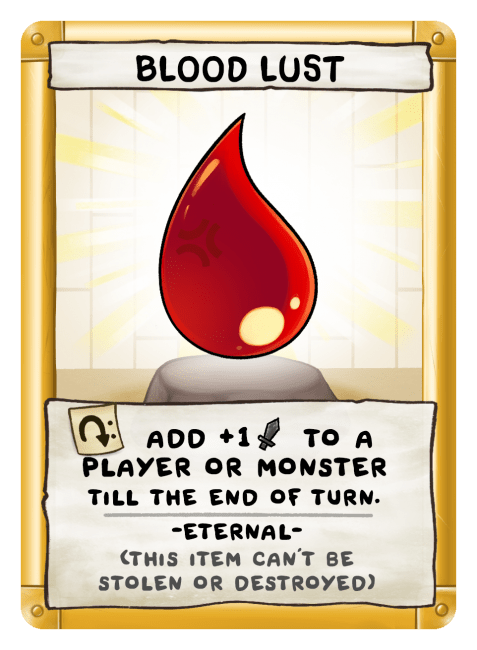 BLOOD LUST
ADD +1 TO A
PLAYER OR MONSTER
TILL THE END OF TURN.
-ETERNAL-
(THIS ITEM CAN'T BE
STOLEN OR DESTROYED)